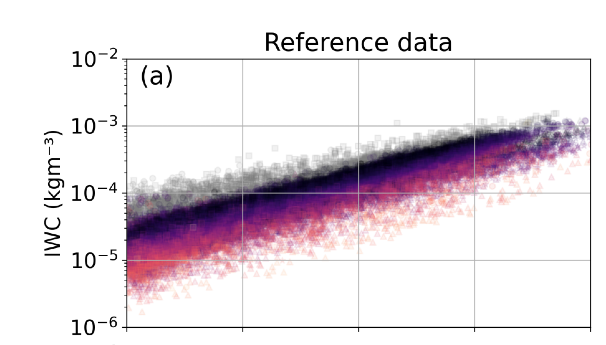 Reference data
(a)
IWC (kgm⁻³)
10⁻²
10⁻³
10⁻⁴
10⁻⁵
10⁻⁶